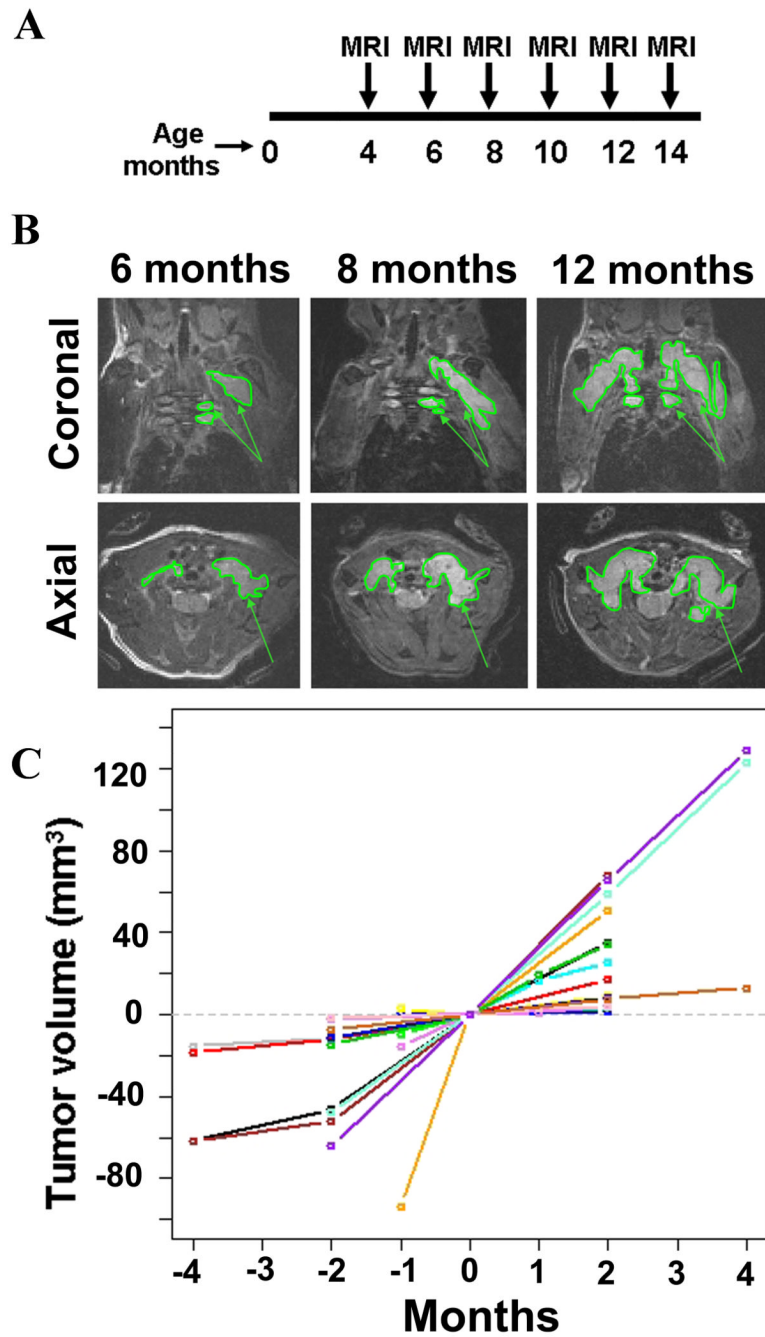 A
MRI MRI MRI MRI MRI MRI
Age months
0 4 6 8 10 12 14
B
6 months 8 months 12 months
Coronal
Axial
C
Tumor volume (mm³)
120
80
40
0
-40
-80
-4 -3 -2 -1 0 1 2 3 4
Months